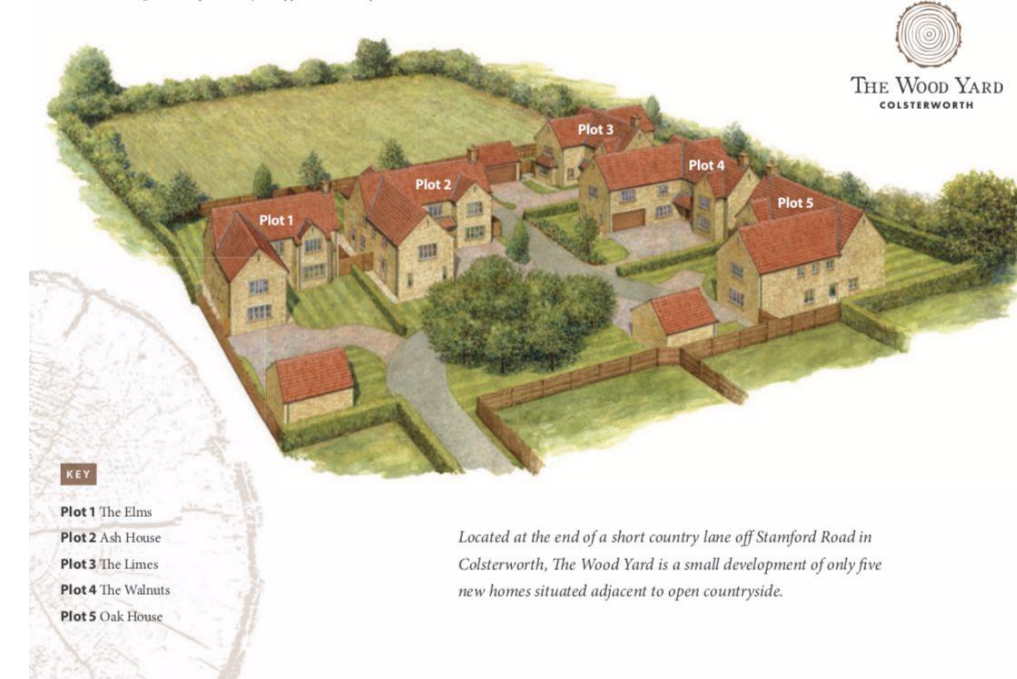 THE WOOD YARD
COLSTERWORTH
Plot 3
Plot 4
Plot 2
Plot 5
Plot 1
KEY
Plot 1 The Elms
Plot 2 Ash House
Plot 3 The Limes
Plot 4 The Walnuts
Plot 5 Oak House
Located at the end of a short country lane off Stamford Road in
Colsterworth, The Wood Yard is a small development of only five
new homes situated adjacent to open countryside.